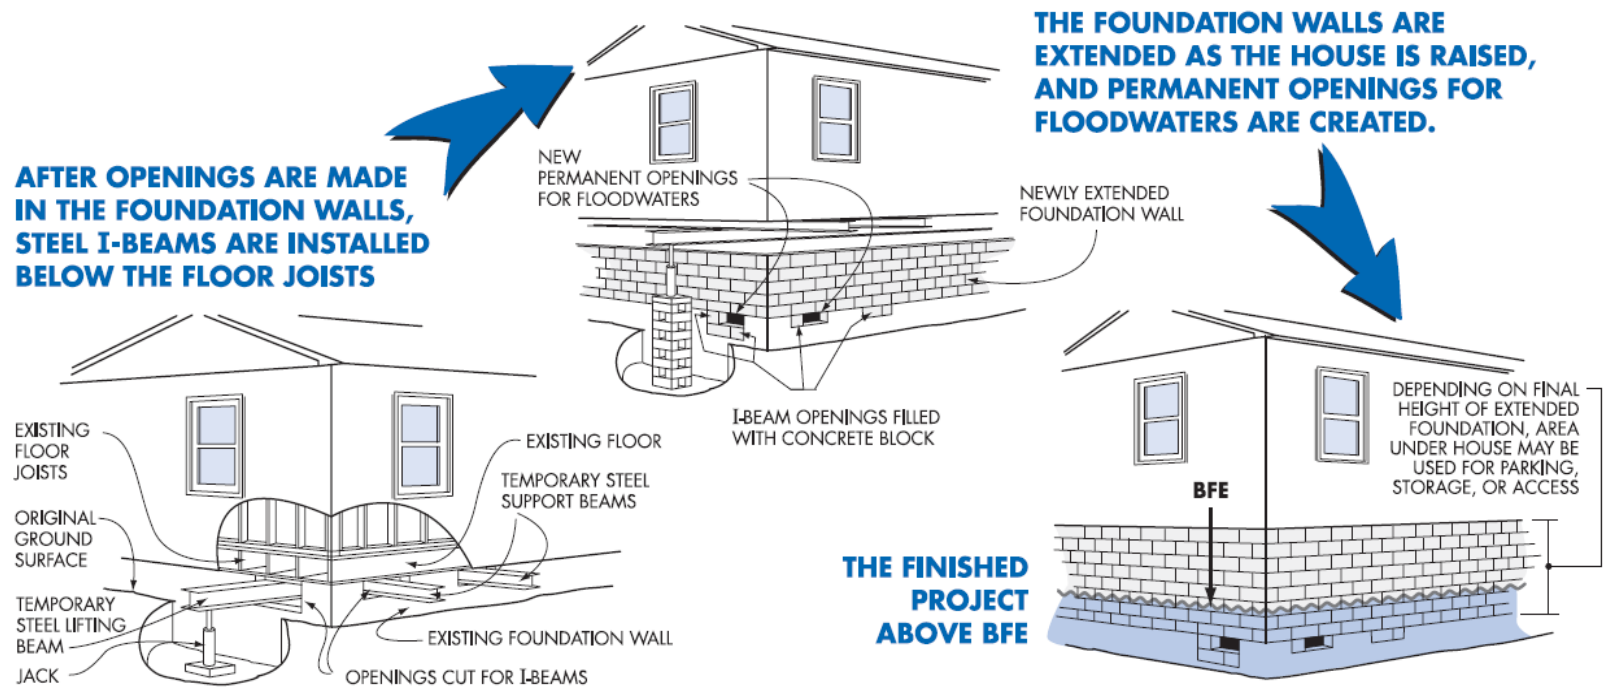 AFTER OPENINGS ARE MADE
IN THE FOUNDATION WALLS,
STEEL I-BEAMS ARE INSTALLED
BELOW THE FLOOR JOISTS
EXISTING
FLOOR
JOISTS
ORIGINAL
GROUND
SURFACE
TEMPORARY
STEEL LIFTING
BEAM
JACK
EXISTING FLOOR
TEMPORARY STEEL
SUPPORT BEAMS
EXISTING FOUNDATION WALL
OPENINGS CUT FOR I-BEAMS
NEW
PERMANENT OPENINGS
FOR FLOODWATERS
NEWLY EXTENDED
FOUNDATION WALL
I-BEAM OPENINGS FILLED
WITH CONCRETE BLOCK
THE FOUNDATION WALLS ARE
EXTENDED AS THE HOUSE IS RAISED,
AND PERMANENT OPENINGS FOR
FLOODWATERS ARE CREATED.
DEPENDING ON FINAL
HEIGHT OF EXTENDED
FOUNDATION, AREA
UNDER HOUSE MAY BE
USED FOR PARKING,
STORAGE, OR ACCESS
BFE
THE FINISHED
PROJECT
ABOVE BFE